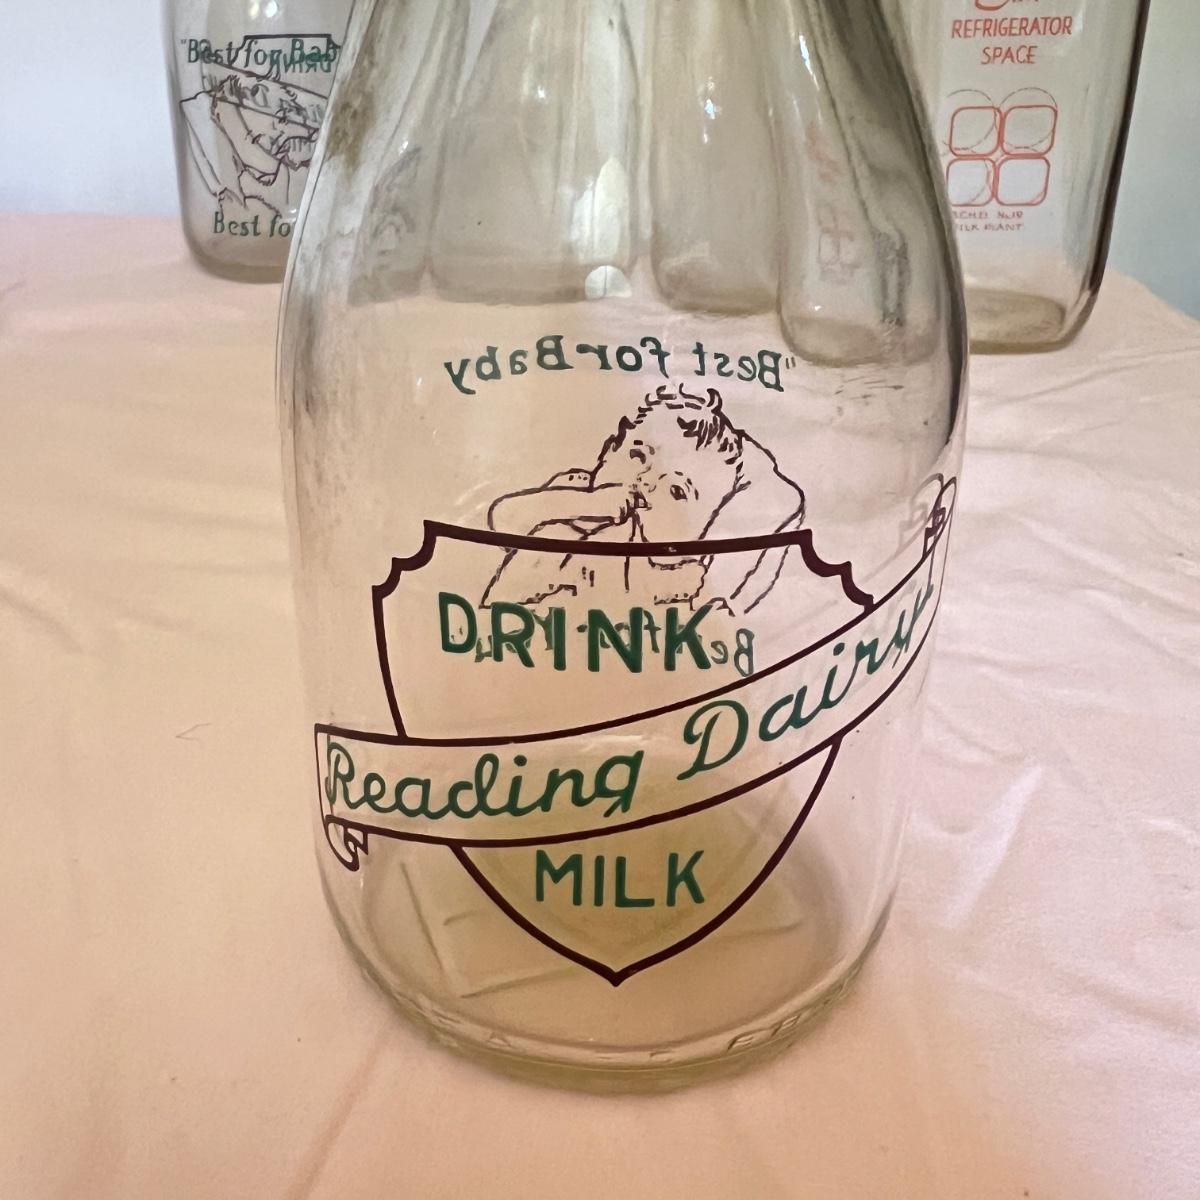 "Best for Bab
Best fo
REFRIGERATOR
SPACE
"Best for Baby
DRINK
Reading Dairy
MILK